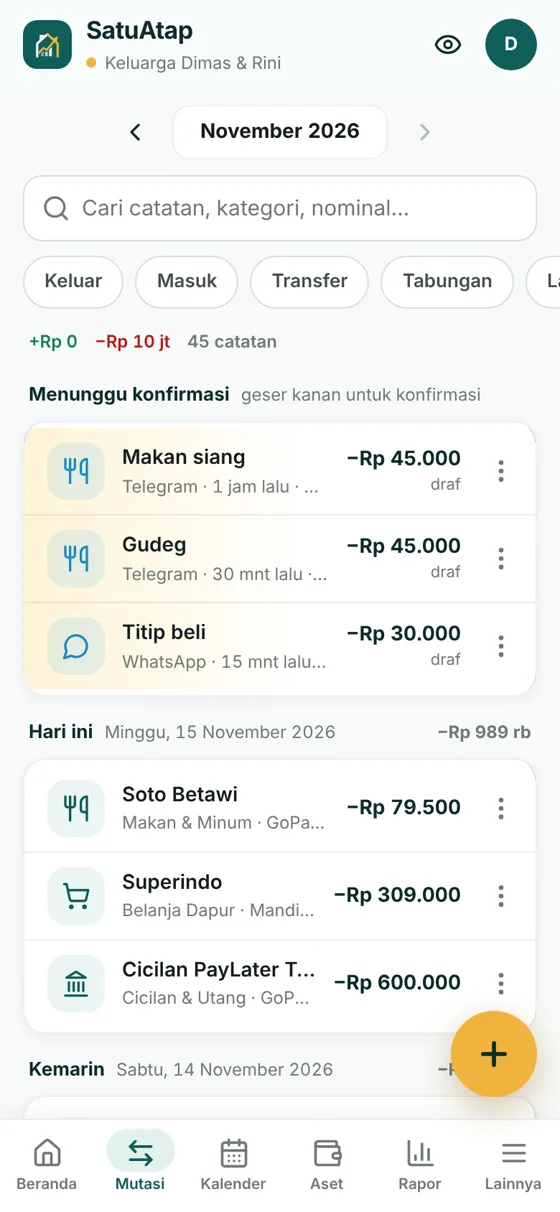 SatuAtap
Keluarga Dimas & Rini
D
November 2026
Cari catatan, kategori, nominal...
Keluar Masuk Transfer Tabungan
+Rp 0 −Rp 10 jt 45 catatan
Menunggu konfirmasi geser kanan untuk konfirmasi
Makan siang −Rp 45.000
Telegram · 1 jam lalu · ... draf
Gudeg −Rp 45.000
Telegram · 30 mnt lalu ·... draf
Titip beli −Rp 30.000
WhatsApp · 15 mnt lalu... draf
Hari ini Minggu, 15 November 2026 −Rp 989 rb
Soto Betawi −Rp 79.500
Makan & Minum · GoPa...
Superindo −Rp 309.000
Belanja Dapur · Mandi...
Cicilan PayLater T... −Rp 600.000
Cicilan & Utang · GoP...
Kemarin Sabtu, 14 November 2026
Beranda Mutasi Kalender Aset Rapor Lainnya